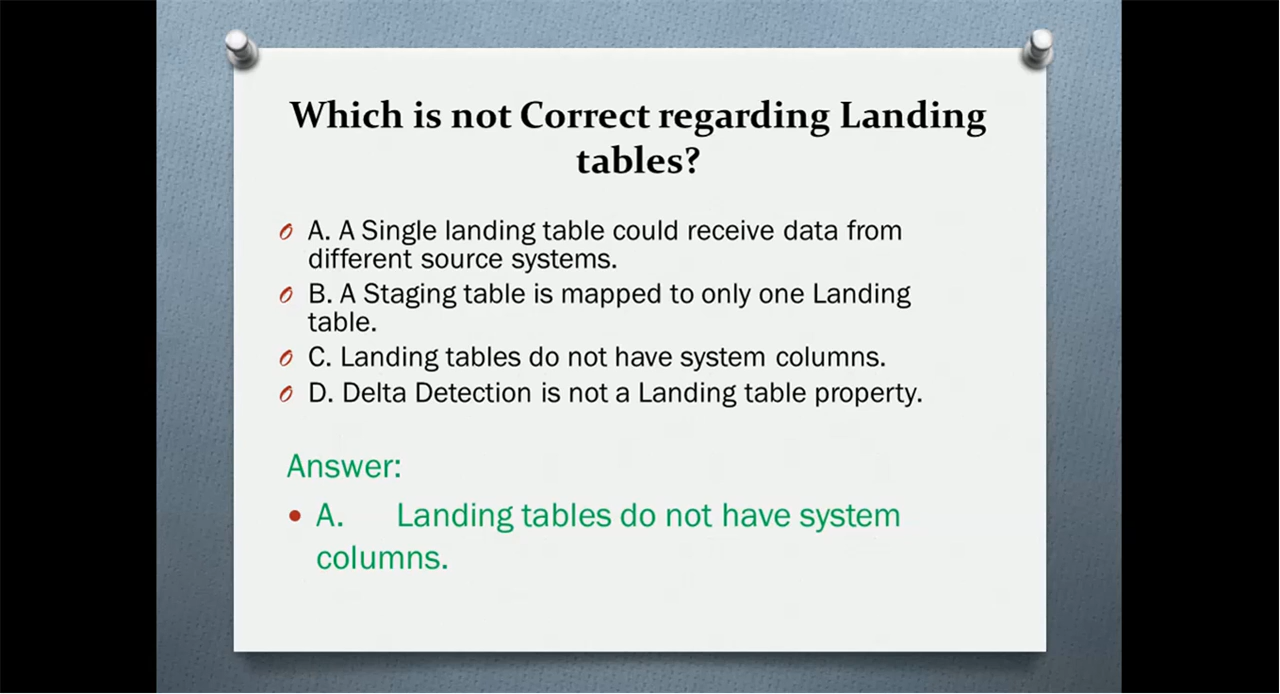 Which is not Correct regarding Landing
tables?
A. A Single landing table could receive data from
different source systems.
B. A Staging table is mapped to only one Landing
table.
C. Landing tables do not have system columns.
D. Delta Detection is not a Landing table property.
Answer:
• A. Landing tables do not have system
columns.